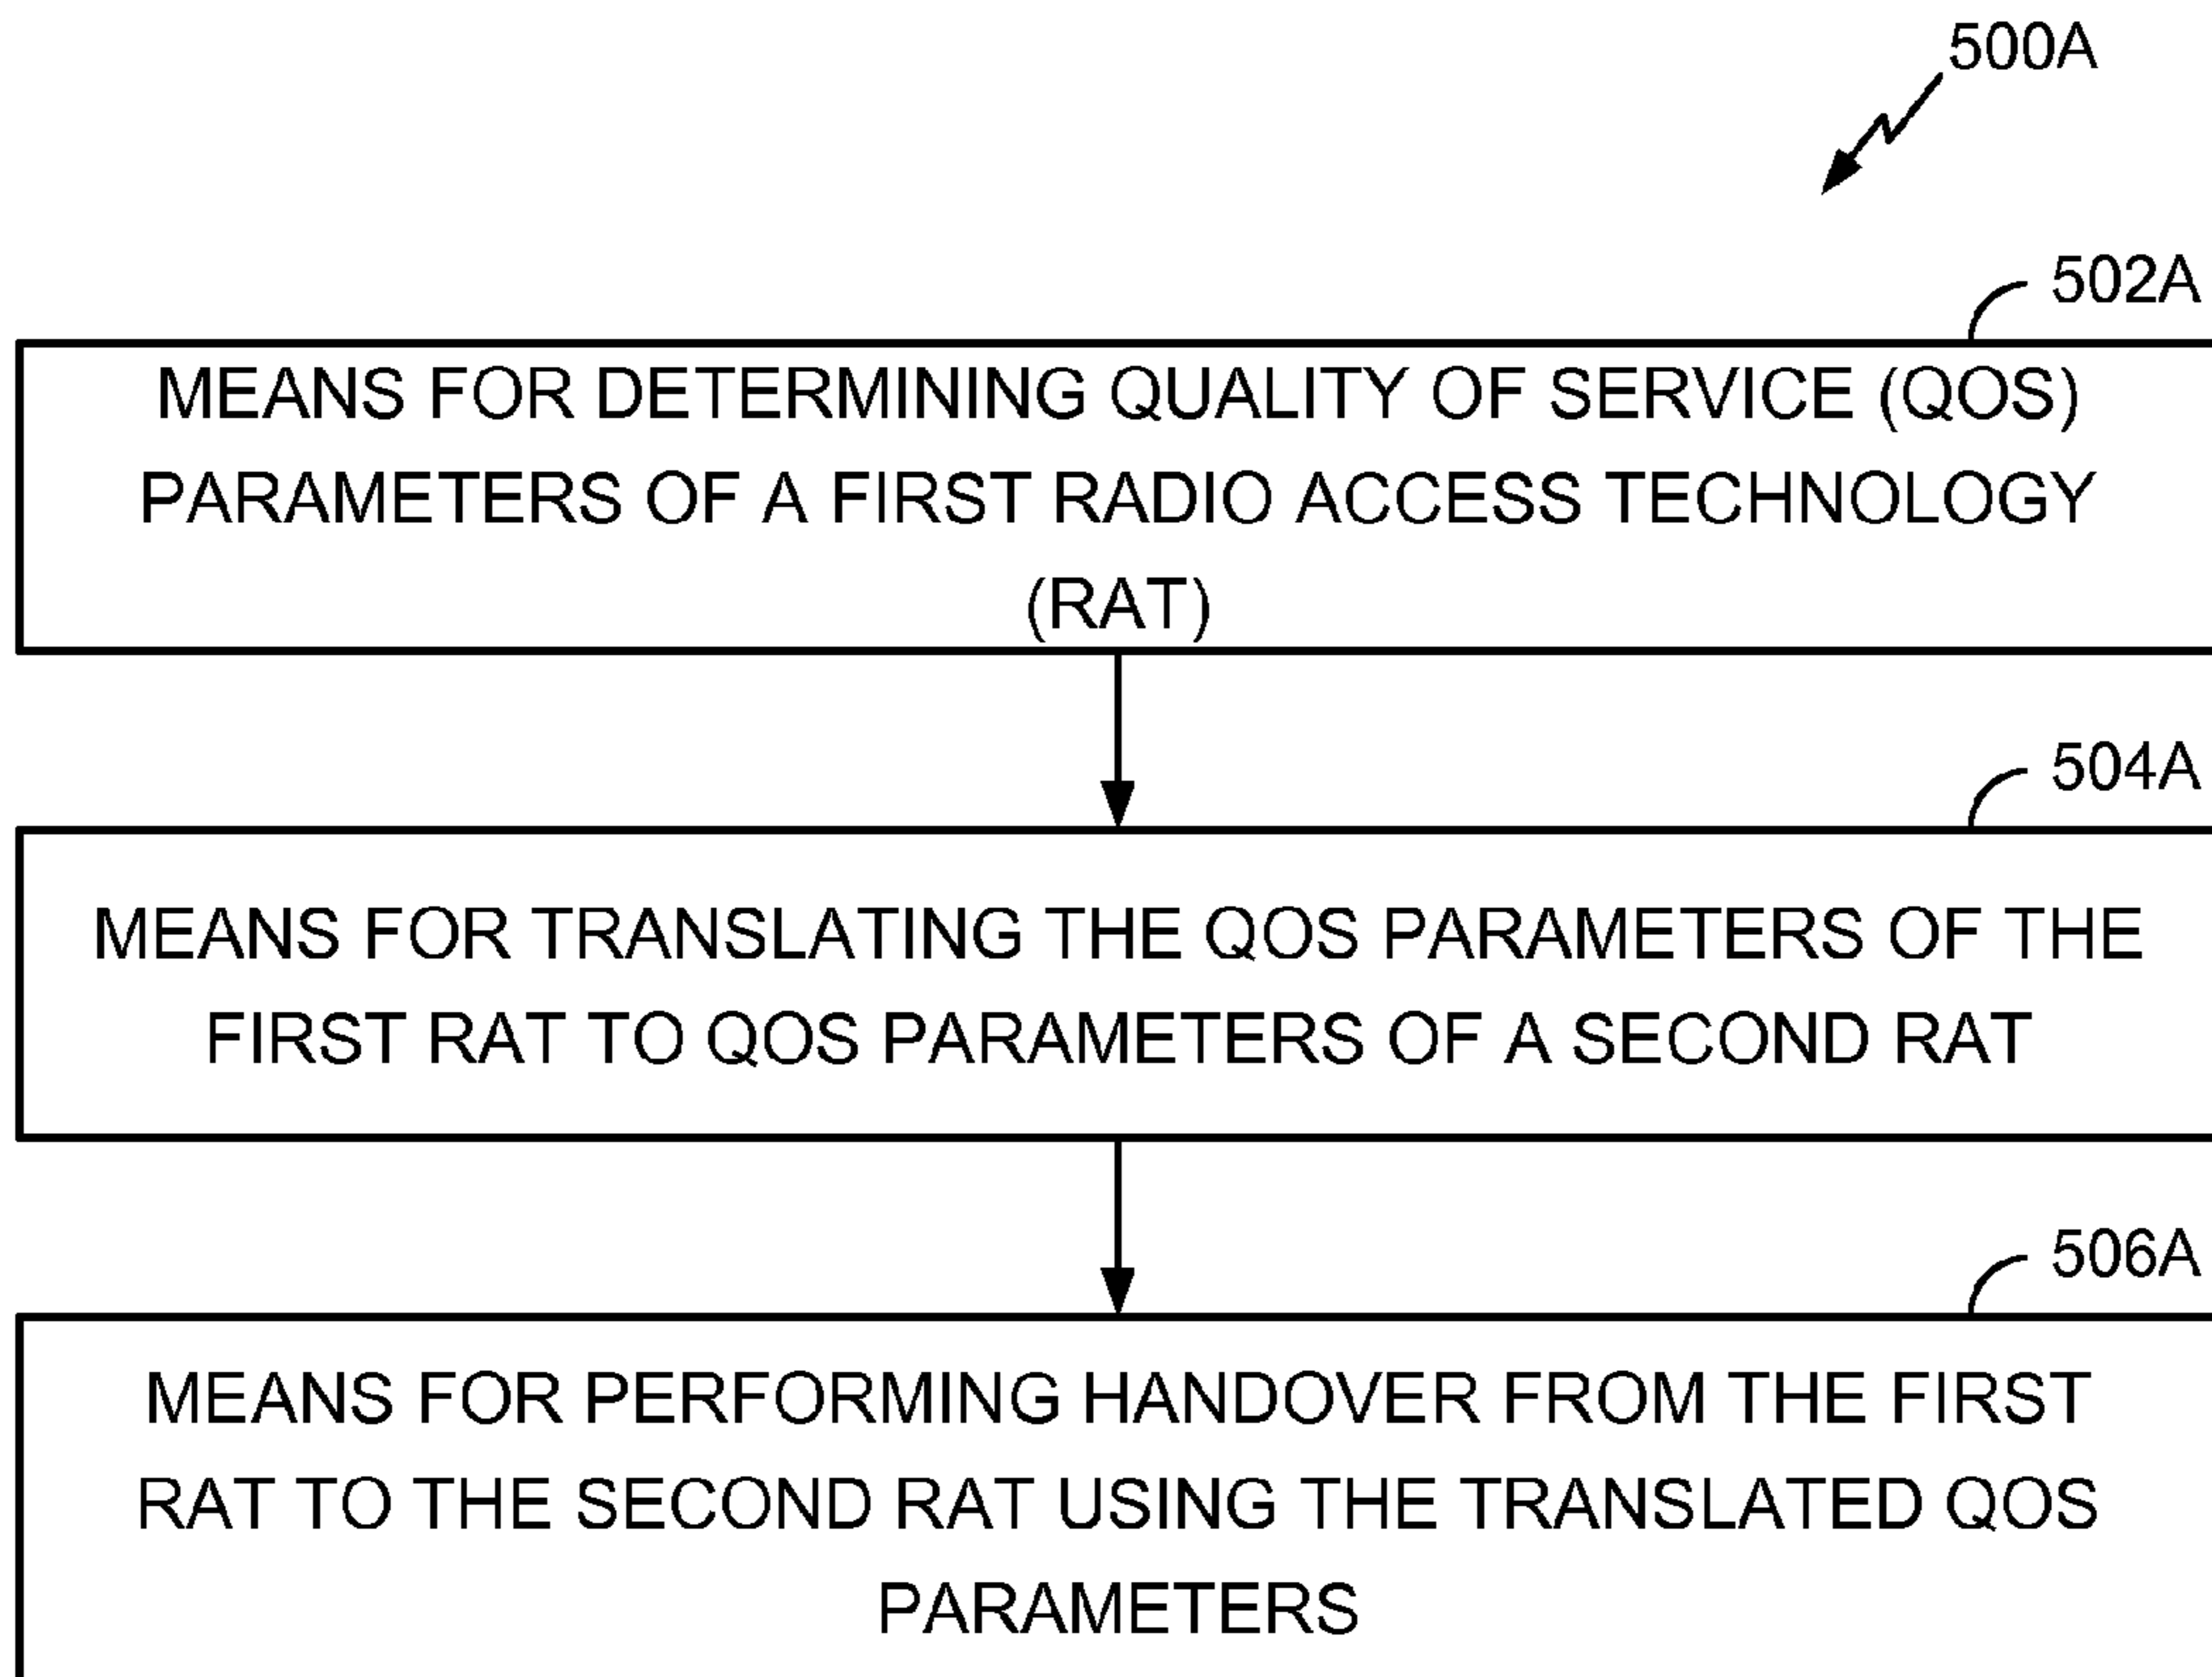 500A
502A
MEANS FOR DETERMINING QUALITY OF SERVICE (QOS)
PARAMETERS OF A FIRST RADIO ACCESS TECHNOLOGY
(RAT)
504A
MEANS FOR TRANSLATING THE QOS PARAMETERS OF THE
FIRST RAT TO QOS PARAMETERS OF A SECOND RAT
506A
MEANS FOR PERFORMING HANDOVER FROM THE FIRST
RAT TO THE SECOND RAT USING THE TRANSLATED QOS
PARAMETERS